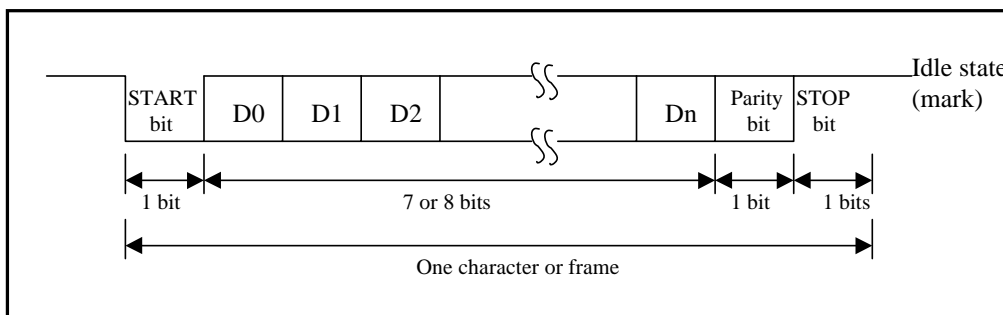 Idle state
(mark)
START
bit
D0
D1
D2
Dn
Parity
bit
STOP
bit
1 bit
7 or 8 bits
1 bit
1 bits
One character or frame